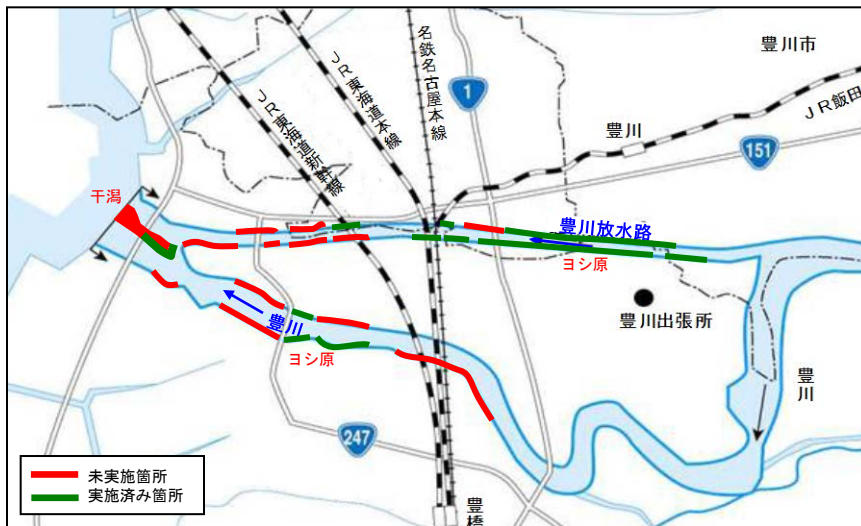 豊川市
名鉄名古屋本線
JR東海道本線
JR東海道新幹線
1
JR飯田
豊川
151
干潟
豊川放水路
ヨシ原
豊川出張所
豊川
ヨシ原
豊川
247
未実施箇所
実施済み箇所
豊橋